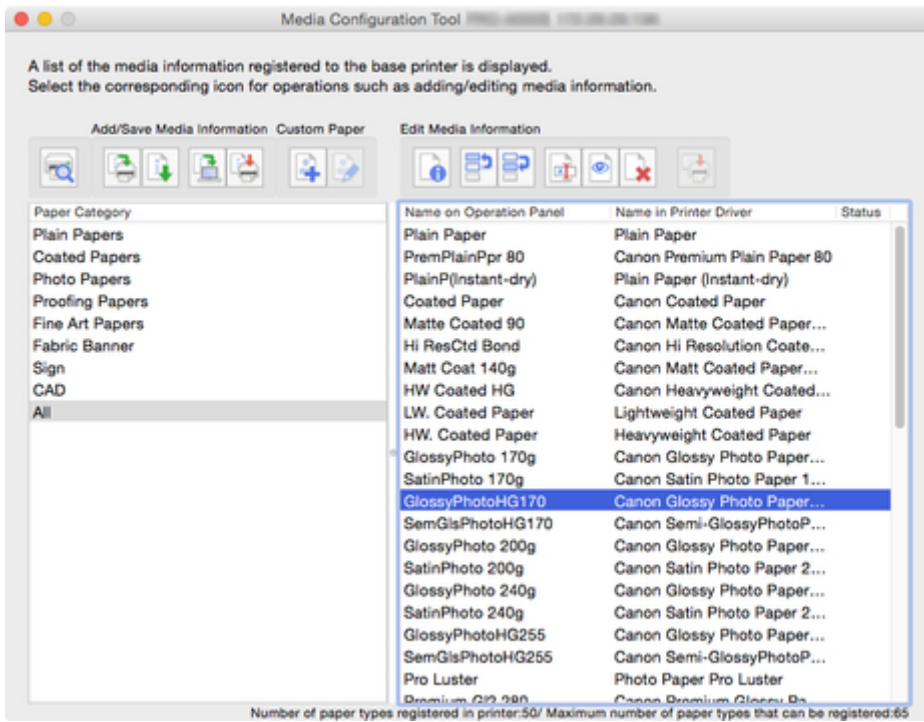 Media Configuration Tool
A list of the media information registered to the base printer is displayed.
Select the corresponding icon for operations such as adding/editing media information.
Add/Save Media Information Custom Paper Edit Media Information
Paper Category
Plain Papers
Coated Papers
Photo Papers
Proofing Papers
Fine Art Papers
Fabric Banner
Sign
CAD
All
Name on Operation Panel Name in Printer Driver Status
Plain Paper Plain Paper
PremPlainPpr 80 Canon Premium Plain Paper 80
PlainP(Instant-dry) Plain Paper (Instant-dry)
Coated Paper Canon Coated Paper
Matte Coated 90 Canon Matte Coated Paper...
Hi ResCtd Bond Canon Hi Resolution Coate...
Matt Coat 140g Canon Matt Coated Paper...
HW Coated HG Canon Heavyweight Coated...
LW. Coated Paper Lightweight Coated Paper
HW. Coated Paper Heavyweight Coated Paper
GlossyPhoto 170g Canon Glossy Photo Paper...
SatinPhoto 170g Canon Satin Photo Paper 1...
GlossyPhotoHG170 Canon Glossy Photo Paper...
SemGlsPhotoHG170 Canon Semi-GlossyPhotoP...
GlossyPhoto 200g Canon Glossy Photo Paper...
SatinPhoto 200g Canon Satin Photo Paper 2...
GlossyPhoto 240g Canon Glossy Photo Paper...
SatinPhoto 240g Canon Satin Photo Paper 2...
GlossyPhotoHG255 Canon Glossy Photo Paper...
SemGlsPhotoHG255 Canon Semi-GlossyPhotoP...
Pro Luster Photo Paper Pro Luster
Premium Gl2 280 Canon Premium Glossy Pa...
Number of paper types registered in printer:50/ Maximum number of paper types that can be registered:65